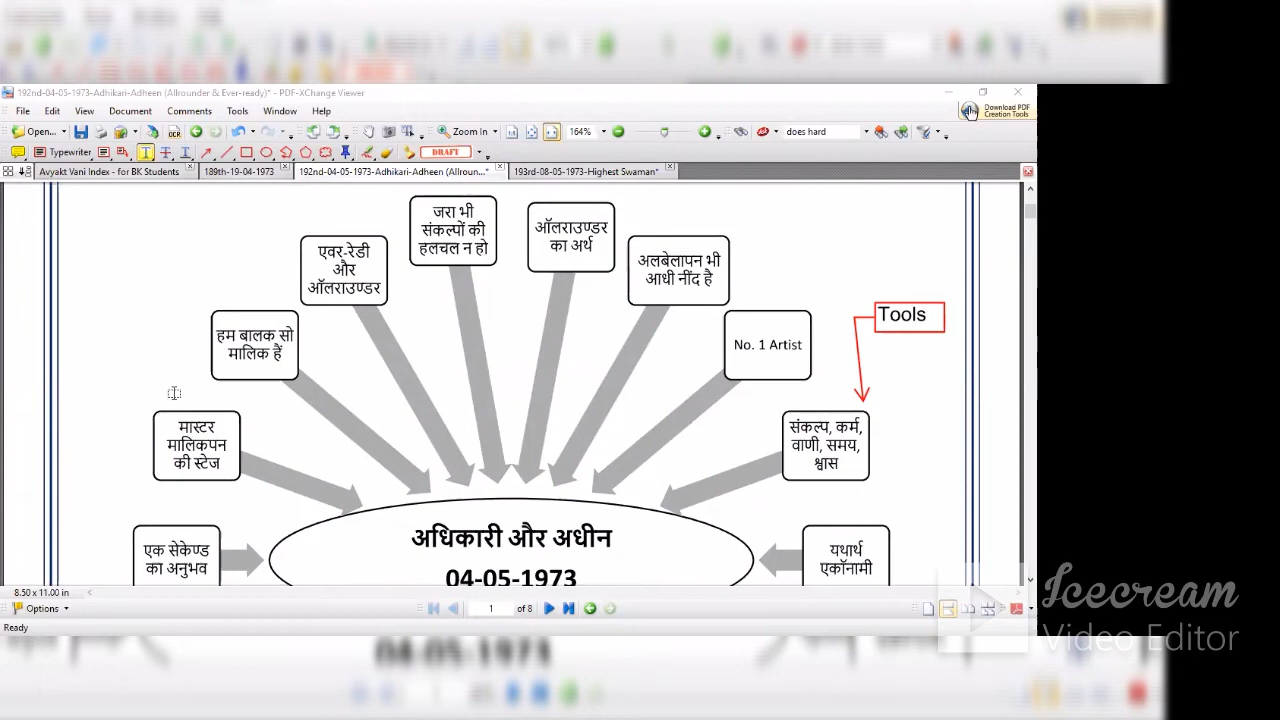 192nd-04-05-1973-Adhikari-Adheen (Allrounder & Ever-ready)* - PDF-XChange Viewer
File Edit View Document Comments Tools Window Help
Download PDF
Creation Tools
Open... OCR Zoom In 164% does hard
Typewriter DRAFT
Avyakt Vani Index - for BK Students 189th-19-04-1973 192nd-04-05-1973-Adhikari-Adheen (Allroun...* 193rd-08-05-1973-Highest Swaman*
जरा भी
संकल्पों की
हलचल न हो
ऑलराउण्डर
का अर्थ
एवर-रेडी
और
ऑलराउण्डर
अलबेलापन भी
आधी नींद है
हम बालक सो
मालिक हैं
No. 1 Artist
Tools
मास्टर
मालिकपन
की स्टेज
संकल्प, कर्म,
वाणी, समय,
श्वास
एक सेकेण्ड
का अनुभव
अधिकारी और अधीन
04-05-1973
यथार्थ
एकॉनामी
8.50 x 11.00 in
Options 1 of 8
Ready
Icecream
Video Editor
04-05-1973